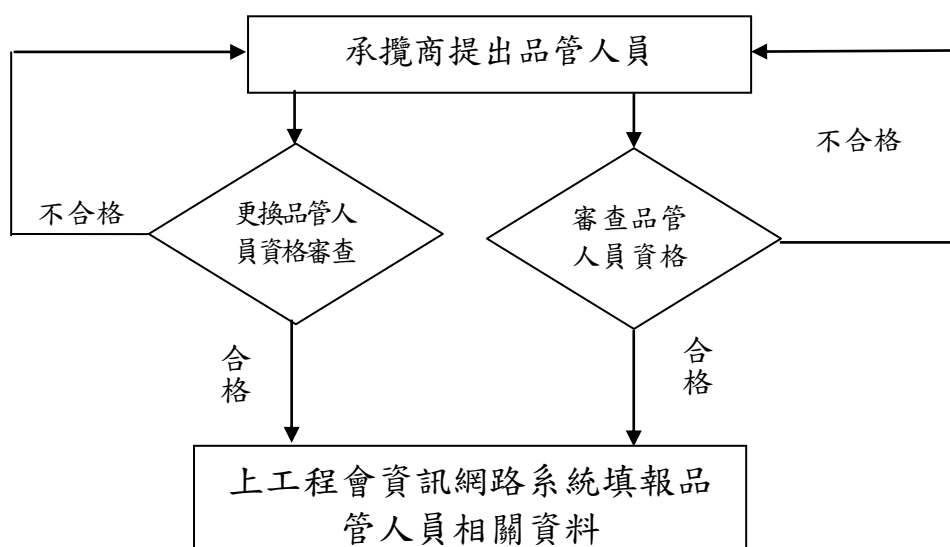 承攬商提出品管人員
不合格
不合格
更換品管人
員資格審查
審查品管
人員資格
合
格
合
格
上工程會資訊網路系統填報品
管人員相關資料